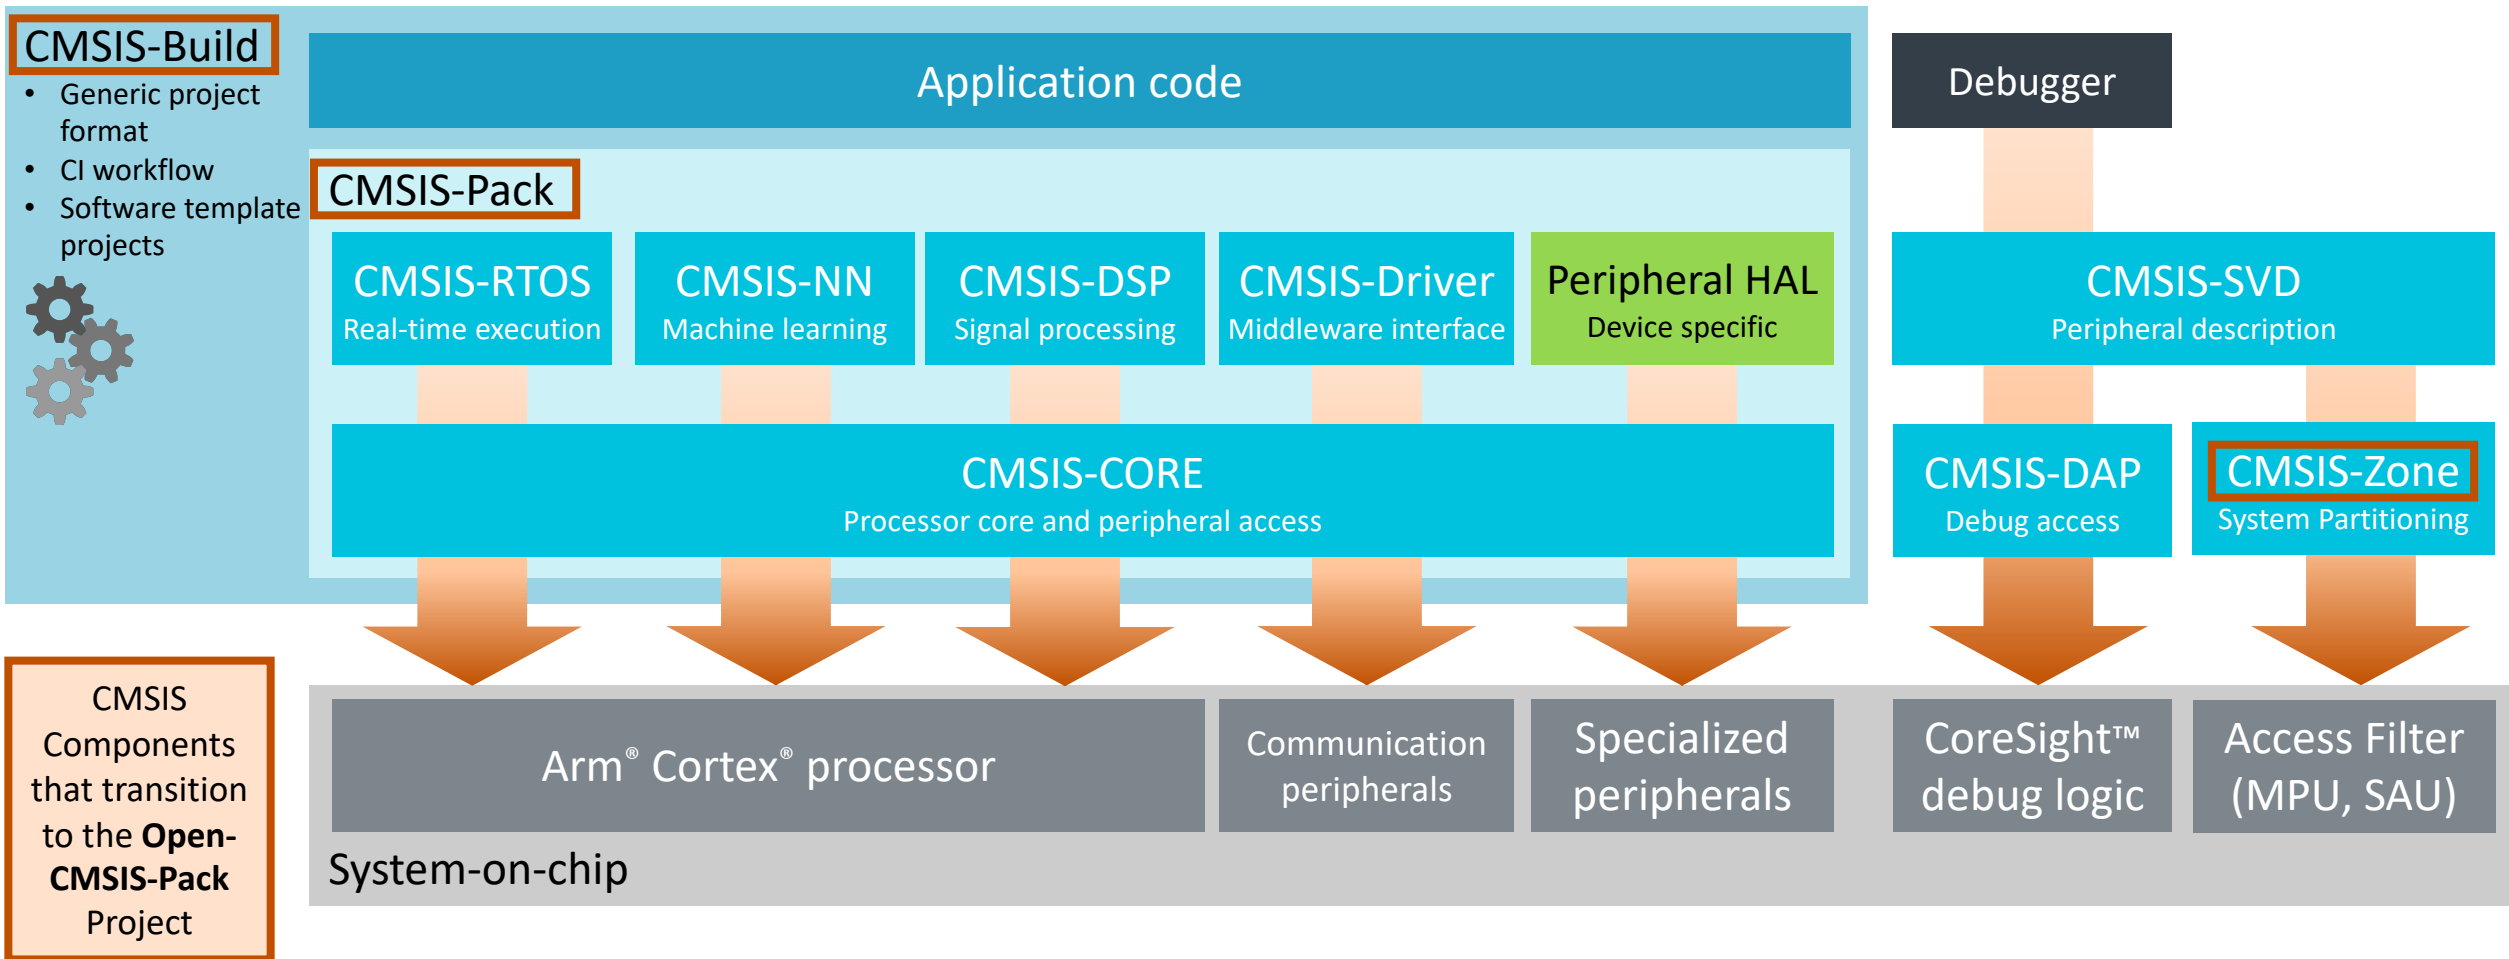 CMSIS-Build
• Generic project
format
• CI workflow
• Software template
projects
Application code
Debugger
CMSIS-Pack
CMSIS-RTOS
Real-time execution
CMSIS-NN
Machine learning
CMSIS-DSP
Signal processing
CMSIS-Driver
Middleware interface
Peripheral HAL
Device specific
CMSIS-SVD
Peripheral description
CMSIS-CORE
Processor core and peripheral access
CMSIS-DAP
Debug access
CMSIS-Zone
System Partitioning
CMSIS
Components
that transition
to the Open-
CMSIS-Pack
Project
Arm® Cortex® processor
Communication
peripherals
Specialized
peripherals
CoreSight™
debug logic
Access Filter
(MPU, SAU)
System-on-chip